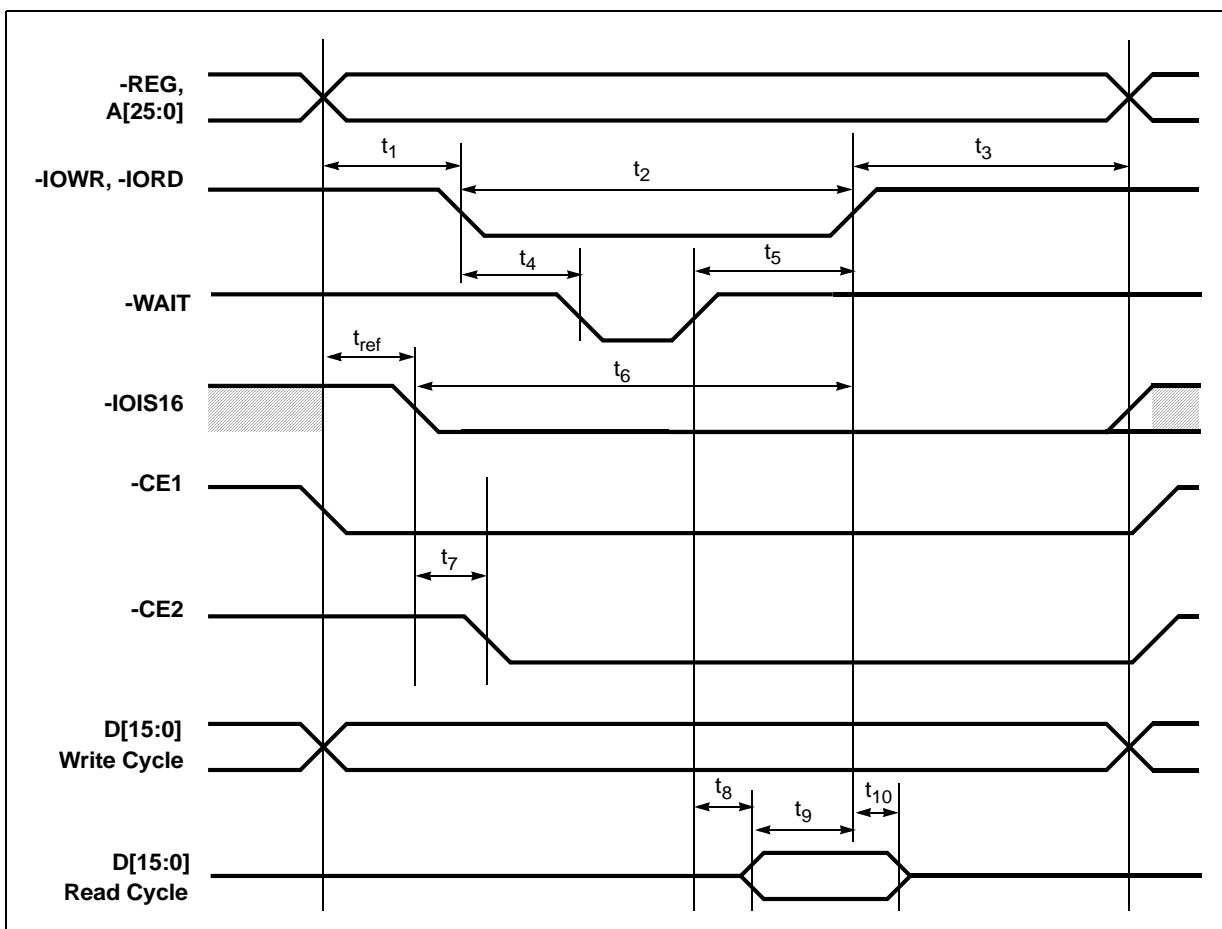 -REG,
A[25:0]
t1
t3
-IOWR, -IORD
t2
t4
t5
-WAIT
tref
t6
-IOIS16
-CE1
t7
-CE2
D[15:0]
Write Cycle
t8
t9
t10
D[15:0]
Read Cycle